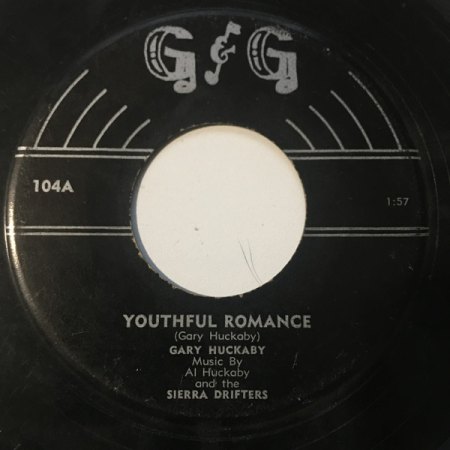 G&G
104A
1:57
YOUTHFUL ROMANCE
(Gary Huckaby)
GARY HUCKABY
Music By
Al Huckaby
and the
SIERRA DRIFTERS